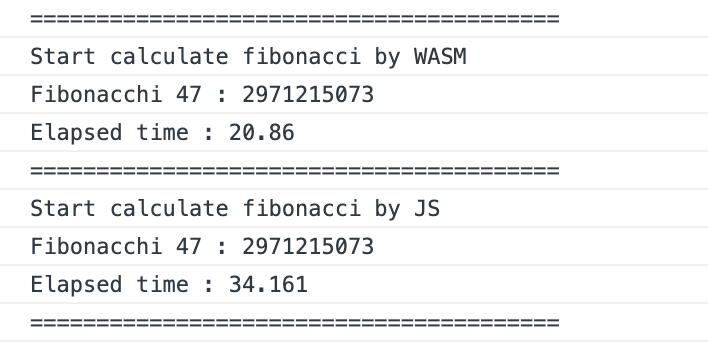 ========================================
Start calculate fibonacci by WASM
Fibonacchi 47 : 2971215073
Elapsed time : 20.86
========================================
Start calculate fibonacci by JS
Fibonacchi 47 : 2971215073
Elapsed time : 34.161
========================================